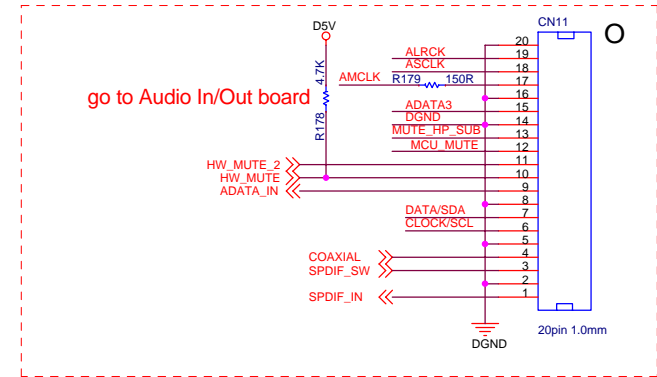 CN11
O
D5V
4.7K
R178
go to Audio In/Out board
20
ALRCK
19
ASCLK
18
AMCLK
R179
150R
17
16
ADATA3
15
DGND
14
MUTE_HP_SUB
13
MCU_MUTE
12
HW_MUTE_2
11
HW_MUTE
10
ADATA_IN
9
8
DATA/SDA
7
CLOCK/SCL
6
5
COAXIAL
4
SPDIF_SW
3
2
SPDIF_IN
1
20pin 1.0mm
DGND